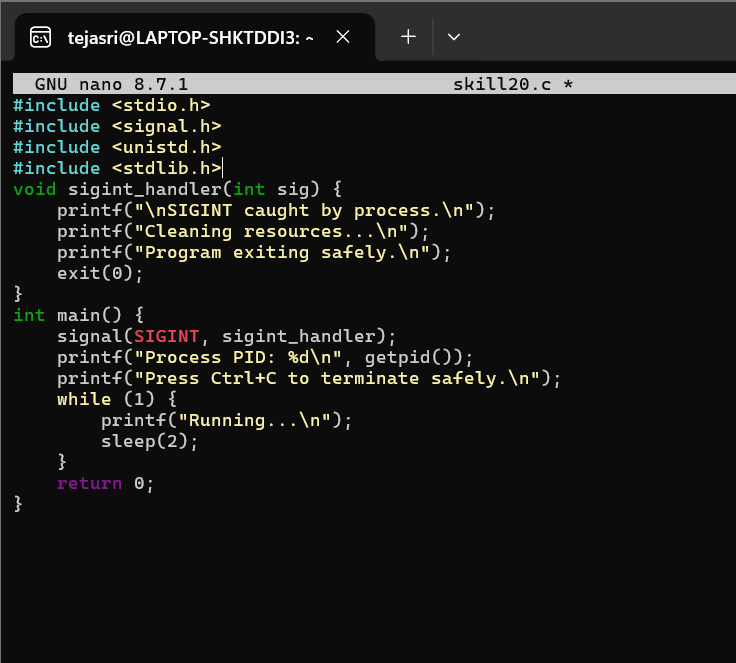 tejasri@LAPTOP-SHKTDDI3: ~
GNU nano 8.7.1 skill20.c *
#include <stdio.h>
#include <signal.h>
#include <unistd.h>
#include <stdlib.h>
void sigint_handler(int sig) {
    printf("\nSIGINT caught by process.\n");
    printf("Cleaning resources...\n");
    printf("Program exiting safely.\n");
    exit(0);
}
int main() {
    signal(SIGINT, sigint_handler);
    printf("Process PID: %d\n", getpid());
    printf("Press Ctrl+C to terminate safely.\n");
    while (1) {
        printf("Running...\n");
        sleep(2);
    }
    return 0;
}